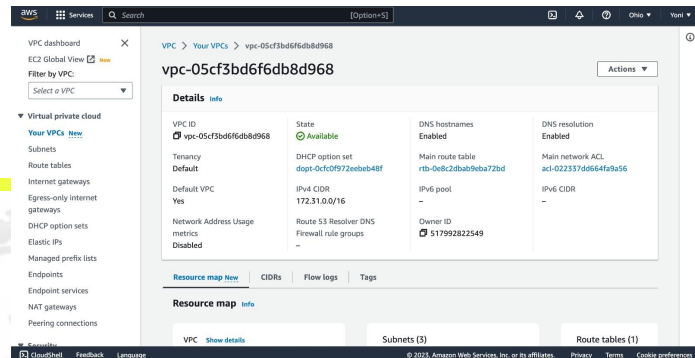 aws
Services
Search
[Option+S]
Ohio
Yoni
VPC dashboard
EC2 Global View New
Filter by VPC:
Select a VPC
Virtual private cloud
Your VPCs New
Subnets
Route tables
Internet gateways
Egress-only internet
gateways
DHCP option sets
Elastic IPs
Managed prefix lists
Endpoints
Endpoint services
NAT gateways
Peering connections
Security
VPC > Your VPCs > vpc-05cf3bd6f6db8d968
vpc-05cf3bd6f6db8d968
Actions
Details Info
VPC ID
vpc-05cf3bd6f6db8d968
State
Available
DNS hostnames
Enabled
DNS resolution
Enabled
Tenancy
Default
DHCP option set
dopt-0cfc0f972eebeb48f
Main route table
rtb-0e8c2dbab9eba72bd
Main network ACL
acl-022337dd664fa9a56
Default VPC
Yes
IPv4 CIDR
172.31.0.0/16
IPv6 pool
–
IPv6 CIDR
–
Network Address Usage
metrics
Disabled
Route 53 Resolver DNS
Firewall rule groups
–
Owner ID
517992822549
Resource map New
CIDRs
Flow logs
Tags
Resource map Info
VPC Show details
Subnets (3)
Route tables (1)
CloudShell
Feedback
Language
© 2023, Amazon Web Services, Inc. or its affiliates.
Privacy
Terms
Cookie preferences